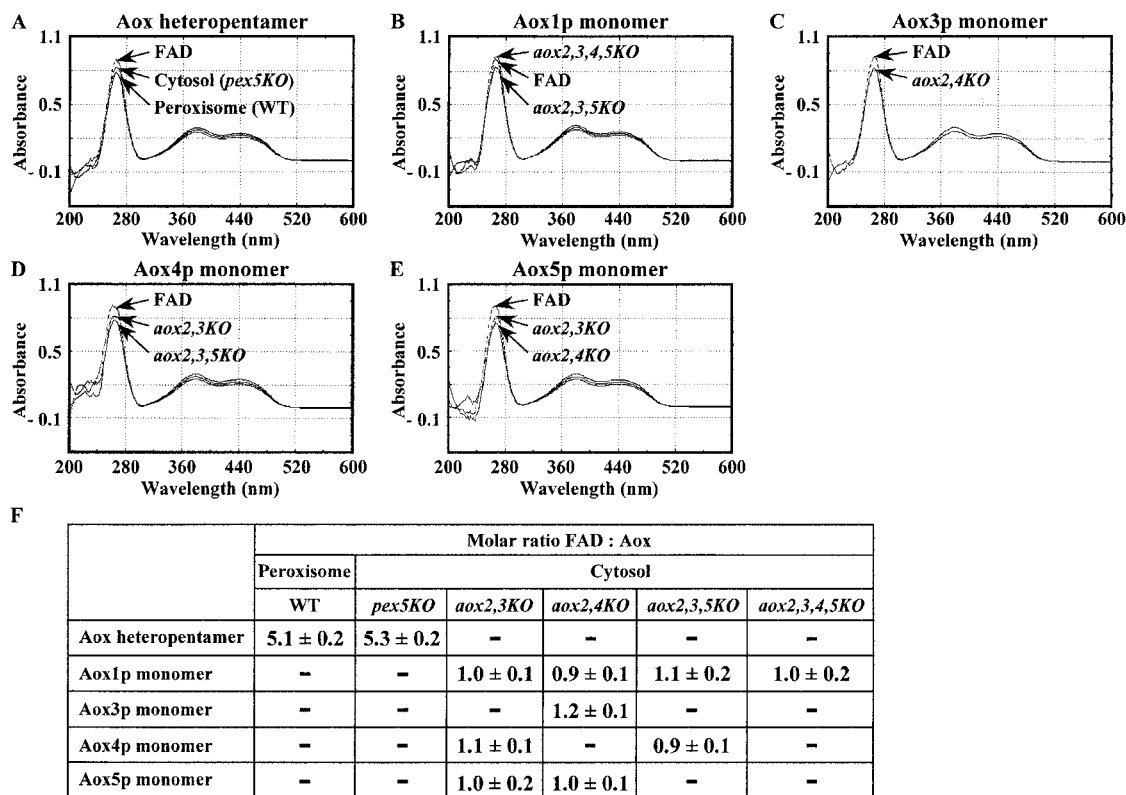 A Aox heteropentamer
1.1
0.5
- 0.1
Absorbance
FAD
Cytosol (pex5KO)
Peroxisome (WT)
200 280 360 440 520 600
Wavelength (nm)
B Aox1p monomer
1.1
0.5
- 0.1
Absorbance
aox2,3,4,5KO
FAD
aox2,3,5KO
200 280 360 440 520 600
Wavelength (nm)
C Aox3p monomer
1.1
0.5
- 0.1
Absorbance
FAD
aox2,4KO
200 280 360 440 520 600
Wavelength (nm)
D Aox4p monomer
1.1
0.5
- 0.1
Absorbance
FAD
aox2,3KO
aox2,3,5KO
200 280 360 440 520 600
Wavelength (nm)
E Aox5p monomer
1.1
0.5
- 0.1
Absorbance
FAD
aox2,3KO
aox2,4KO
200 280 360 440 520 600
Wavelength (nm)
F
Molar ratio FAD : Aox
Peroxisome Cytosol
WT pex5KO aox2,3KO aox2,4KO aox2,3,5KO aox2,3,4,5KO
Aox heteropentamer 5.1 ± 0.2 5.3 ± 0.2 – – – –
Aox1p monomer – – 1.0 ± 0.1 0.9 ± 0.1 1.1 ± 0.2 1.0 ± 0.2
Aox3p monomer – – – 1.2 ± 0.1 – –
Aox4p monomer – – 1.1 ± 0.1 – 0.9 ± 0.1 –
Aox5p monomer – – 1.0 ± 0.2 1.0 ± 0.1 – –